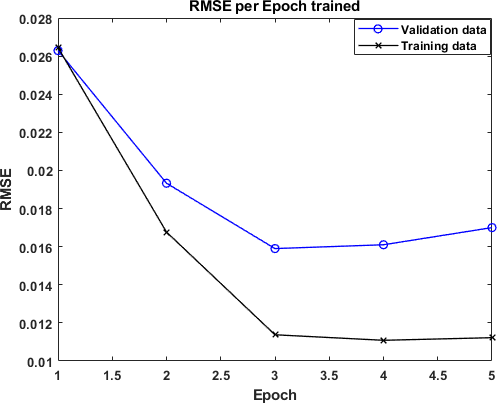 RMSE per Epoch trained
Validation data
Training data
RMSE
0.028
0.026
0.024
0.022
0.02
0.018
0.016
0.014
0.012
0.01
1 1.5 2 2.5 3 3.5 4 4.5 5
Epoch